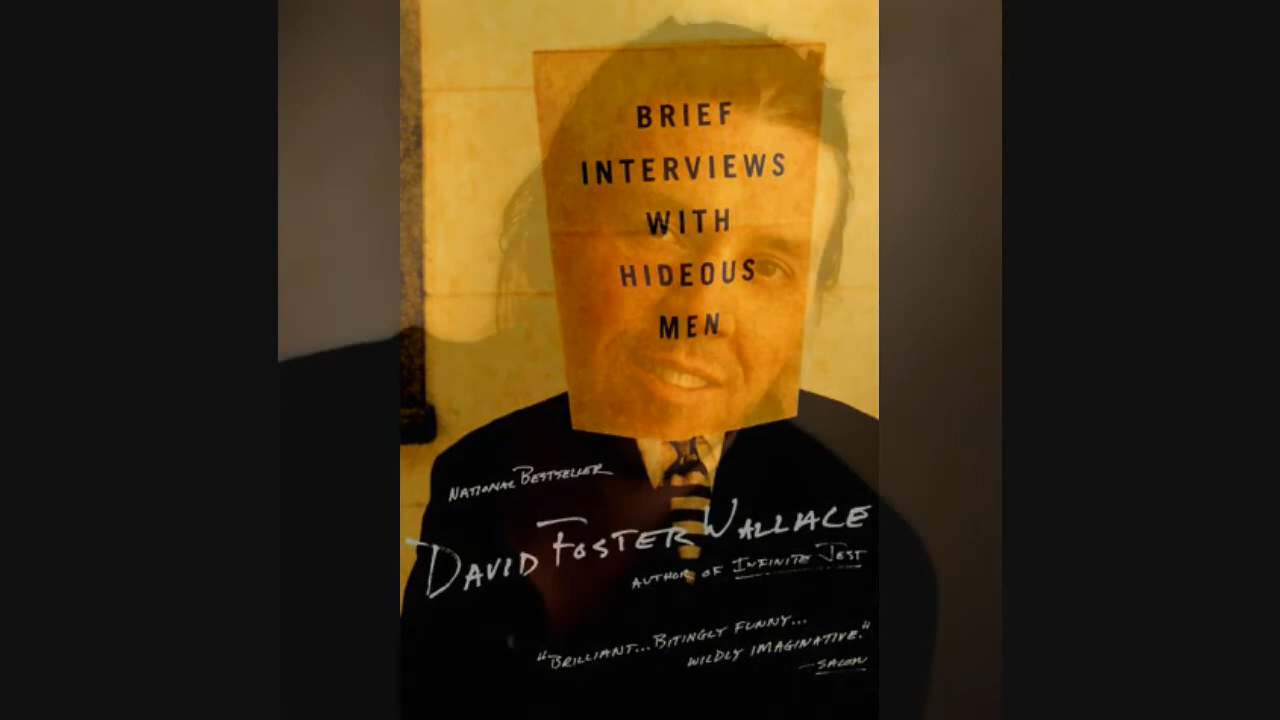 BRIEF
INTERVIEWS
WITH
HIDEOUS
MEN
NATIONAL BESTSELLER
DAVID FOSTER WALLACE
AUTHOR OF INFINITE JEST
"BRILLIANT... BITINGLY FUNNY...
WILDLY IMAGINATIVE."
—SALON